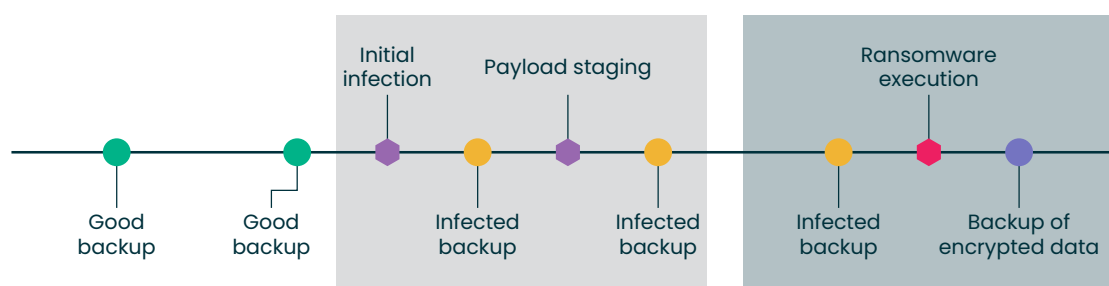 Initial
infection
Payload staging
Ransomware
execution
Good
backup
Good
backup
Infected
backup
Infected
backup
Infected
backup
Backup of
encrypted data